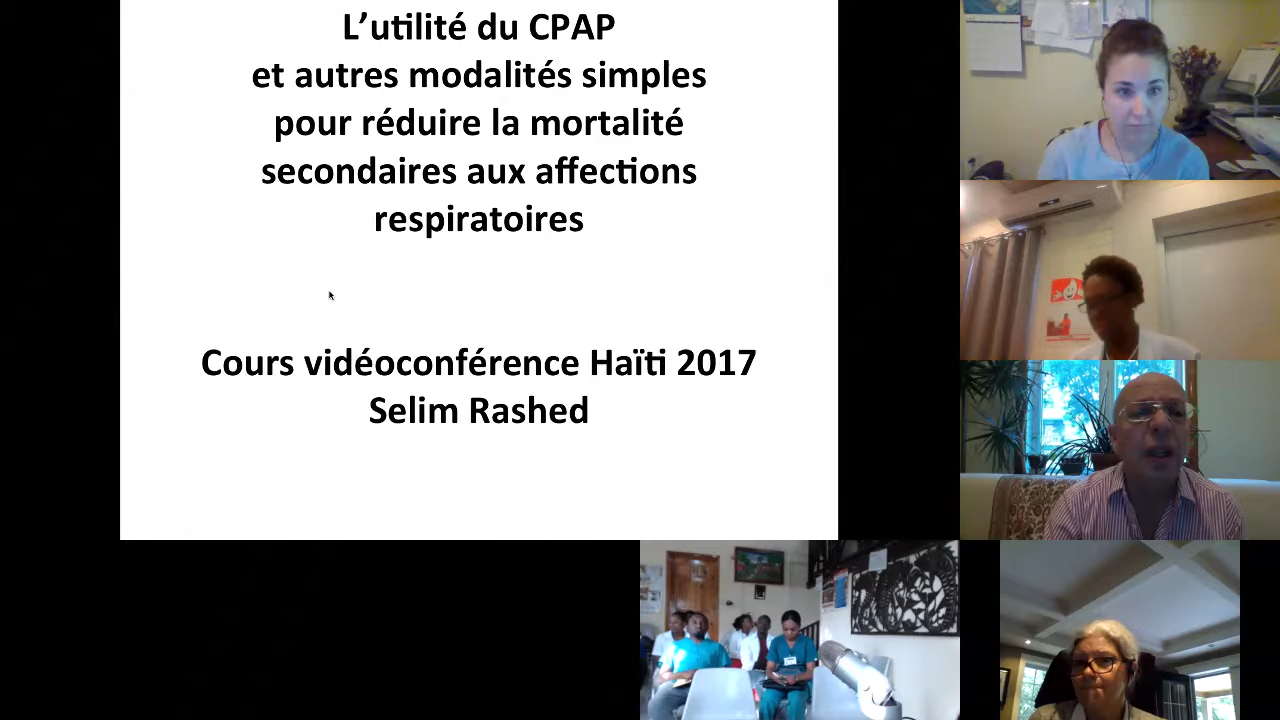 L’utilité du CPAP
et autres modalités simples
pour réduire la mortalité
secondaires aux affections
respiratoires
Cours vidéoconférence Haïti 2017
Selim Rashed